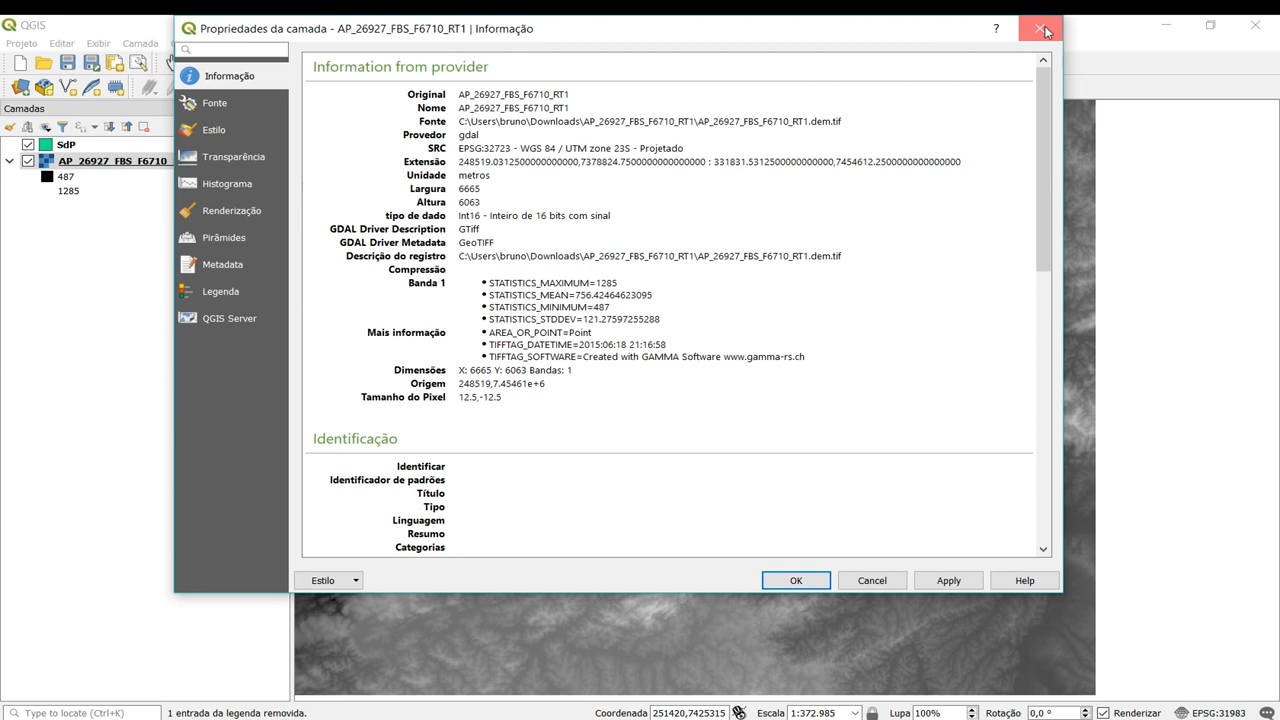 QGIS
Projeto Editar Exibir Camada
Propriedades da camada - AP_26927_FBS_F6710_RT1 | Informação
?
Camadas
SdP
AP_26927_FBS_F6710
487
1285
Informação
Fonte
Estilo
Transparência
Histograma
Renderização
Pirâmides
Metadata
Legenda
QGIS Server
Information from provider
Original AP_26927_FBS_F6710_RT1
Nome AP_26927_FBS_F6710_RT1
Fonte C:\Users\bruno\Downloads\AP_26927_FBS_F6710_RT1\AP_26927_FBS_F6710_RT1.dem.tif
Provedor gdal
SRC EPSG:32723 - WGS 84 / UTM zone 23S - Projetado
Extensão 248519.0312500000000000,7378824.7500000000000000 : 331831.5312500000000000,7454612.2500000000000000
Unidade metros
Largura 6665
Altura 6063
tipo de dado Int16 - Inteiro de 16 bits com sinal
GDAL Driver Description GTiff
GDAL Driver Metadata GeoTIFF
Descrição do registro C:\Users\bruno\Downloads\AP_26927_FBS_F6710_RT1\AP_26927_FBS_F6710_RT1.dem.tif
Compressão
Banda 1 • STATISTICS_MAXIMUM=1285
• STATISTICS_MEAN=756.42464623095
• STATISTICS_MINIMUM=487
• STATISTICS_STDDEV=121.27597255288
Mais informação • AREA_OR_POINT=Point
• TIFFTAG_DATETIME=2015:06:18 21:16:58
• TIFFTAG_SOFTWARE=Created with GAMMA Software www.gamma-rs.ch
Dimensões X: 6665 Y: 6063 Bandas: 1
Origem 248519,7.45461e+6
Tamanho do Pixel 12.5,-12.5
Identificação
Identificar
Identificador de padrões
Título
Tipo
Linguagem
Resumo
Categorias
Estilo OK Cancel Apply Help
Type to locate (Ctrl+K) 1 entrada da legenda removida. Coordenada 251420,7425315 Escala 1:372.985 Lupa 100% Rotação 0,0 ° Renderizar EPSG:31983